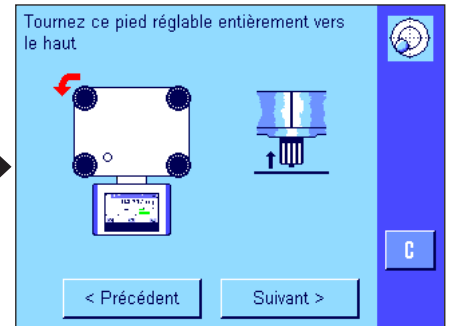 Tournez ce pied réglable entièrement vers
le haut
C
< Précédent
Suivant >